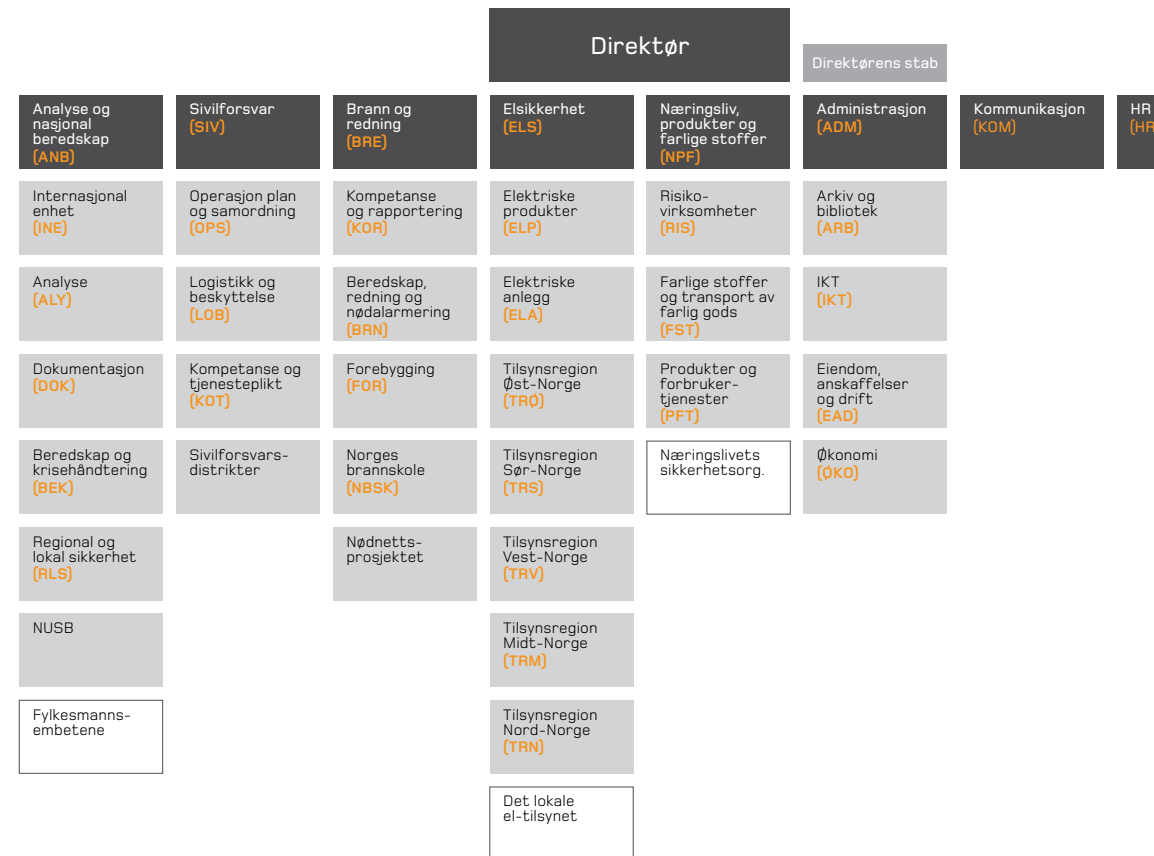 Direktør
Direktørens stab
Analyse og
nasjonal
beredskap
(ANB)
Sivilforsvar
(SIV)
Brann og
redning
(BRE)
Elsikkerhet
(ELS)
Næringsliv,
produkter og
farlige stoffer
(NPF)
Administrasjon
(ADM)
Kommunikasjon
(KOM)
HR
(HR
Internasjonal
enhet
(INE)
Operasjon plan
og samordning
(OPS)
Kompetanse
og rapportering
(KOR)
Elektriske
produkter
(ELP)
Risiko-
virksomheter
(RIS)
Arkiv og
bibliotek
(ARB)
Analyse
(ALY)
Logistikk og
beskyttelse
(LOB)
Beredskap,
redning og
nødalarmering
(BRN)
Elektriske
anlegg
(ELA)
Farlige stoffer
og transport av
farlig gods
(FST)
IKT
(IKT)
Dokumentasjon
(DOK)
Kompetanse og
tjenesteplikt
(KOT)
Forebygging
(FOR)
Tilsynsregion
Øst-Norge
(TRØ)
Produkter og
forbruker-
tjenester
(PFT)
Eiendom,
anskaffelser
og drift
(EAD)
Beredskap og
krisehåndtering
(BEK)
Sivilforsvars-
distrikter
Norges
brannskole
(NBSK)
Tilsynsregion
Sør-Norge
(TRS)
Næringslivets
sikkerhetsorg.
Økonomi
(ØKO)
Regional og
lokal sikkerhet
(RLS)
Nødnetts-
prosjektet
Tilsynsregion
Vest-Norge
(TRV)
NUSB
Tilsynsregion
Midt-Norge
(TRM)
Fylkesmanns-
embetene
Tilsynsregion
Nord-Norge
(TRN)
Det lokale
el-tilsynet